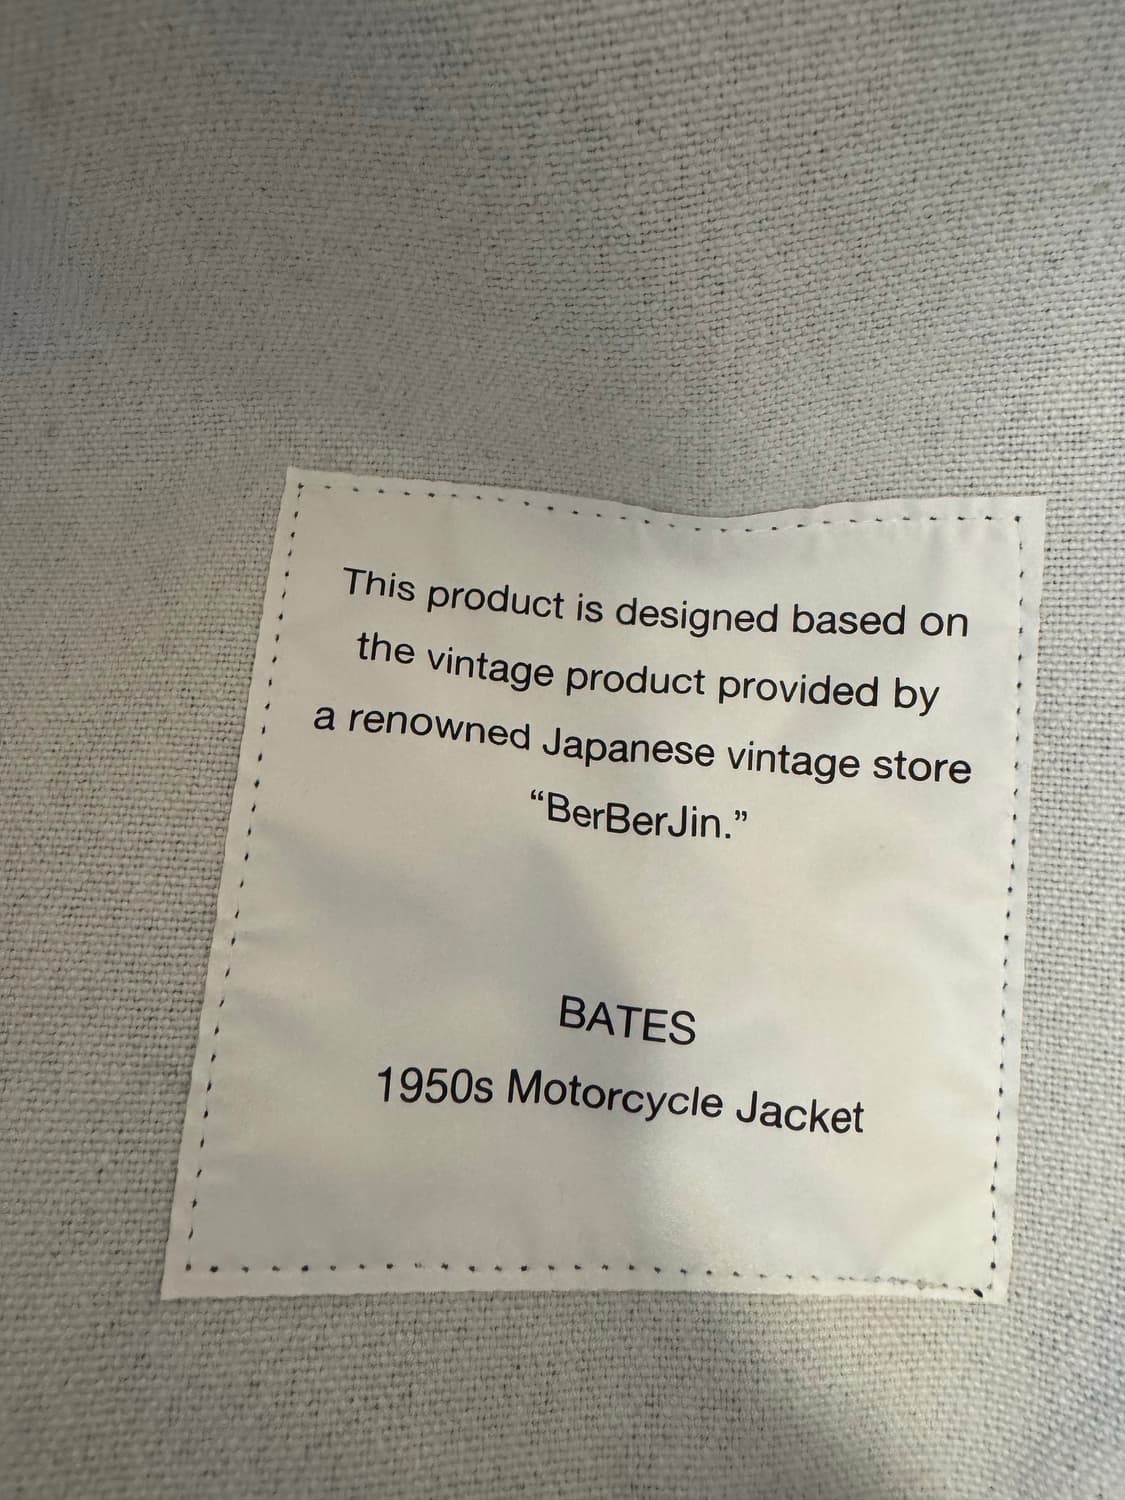 This product is designed based on
the vintage product provided by
a renowned Japanese vintage store
“BerBerJin.”
BATES
1950s Motorcycle Jacket